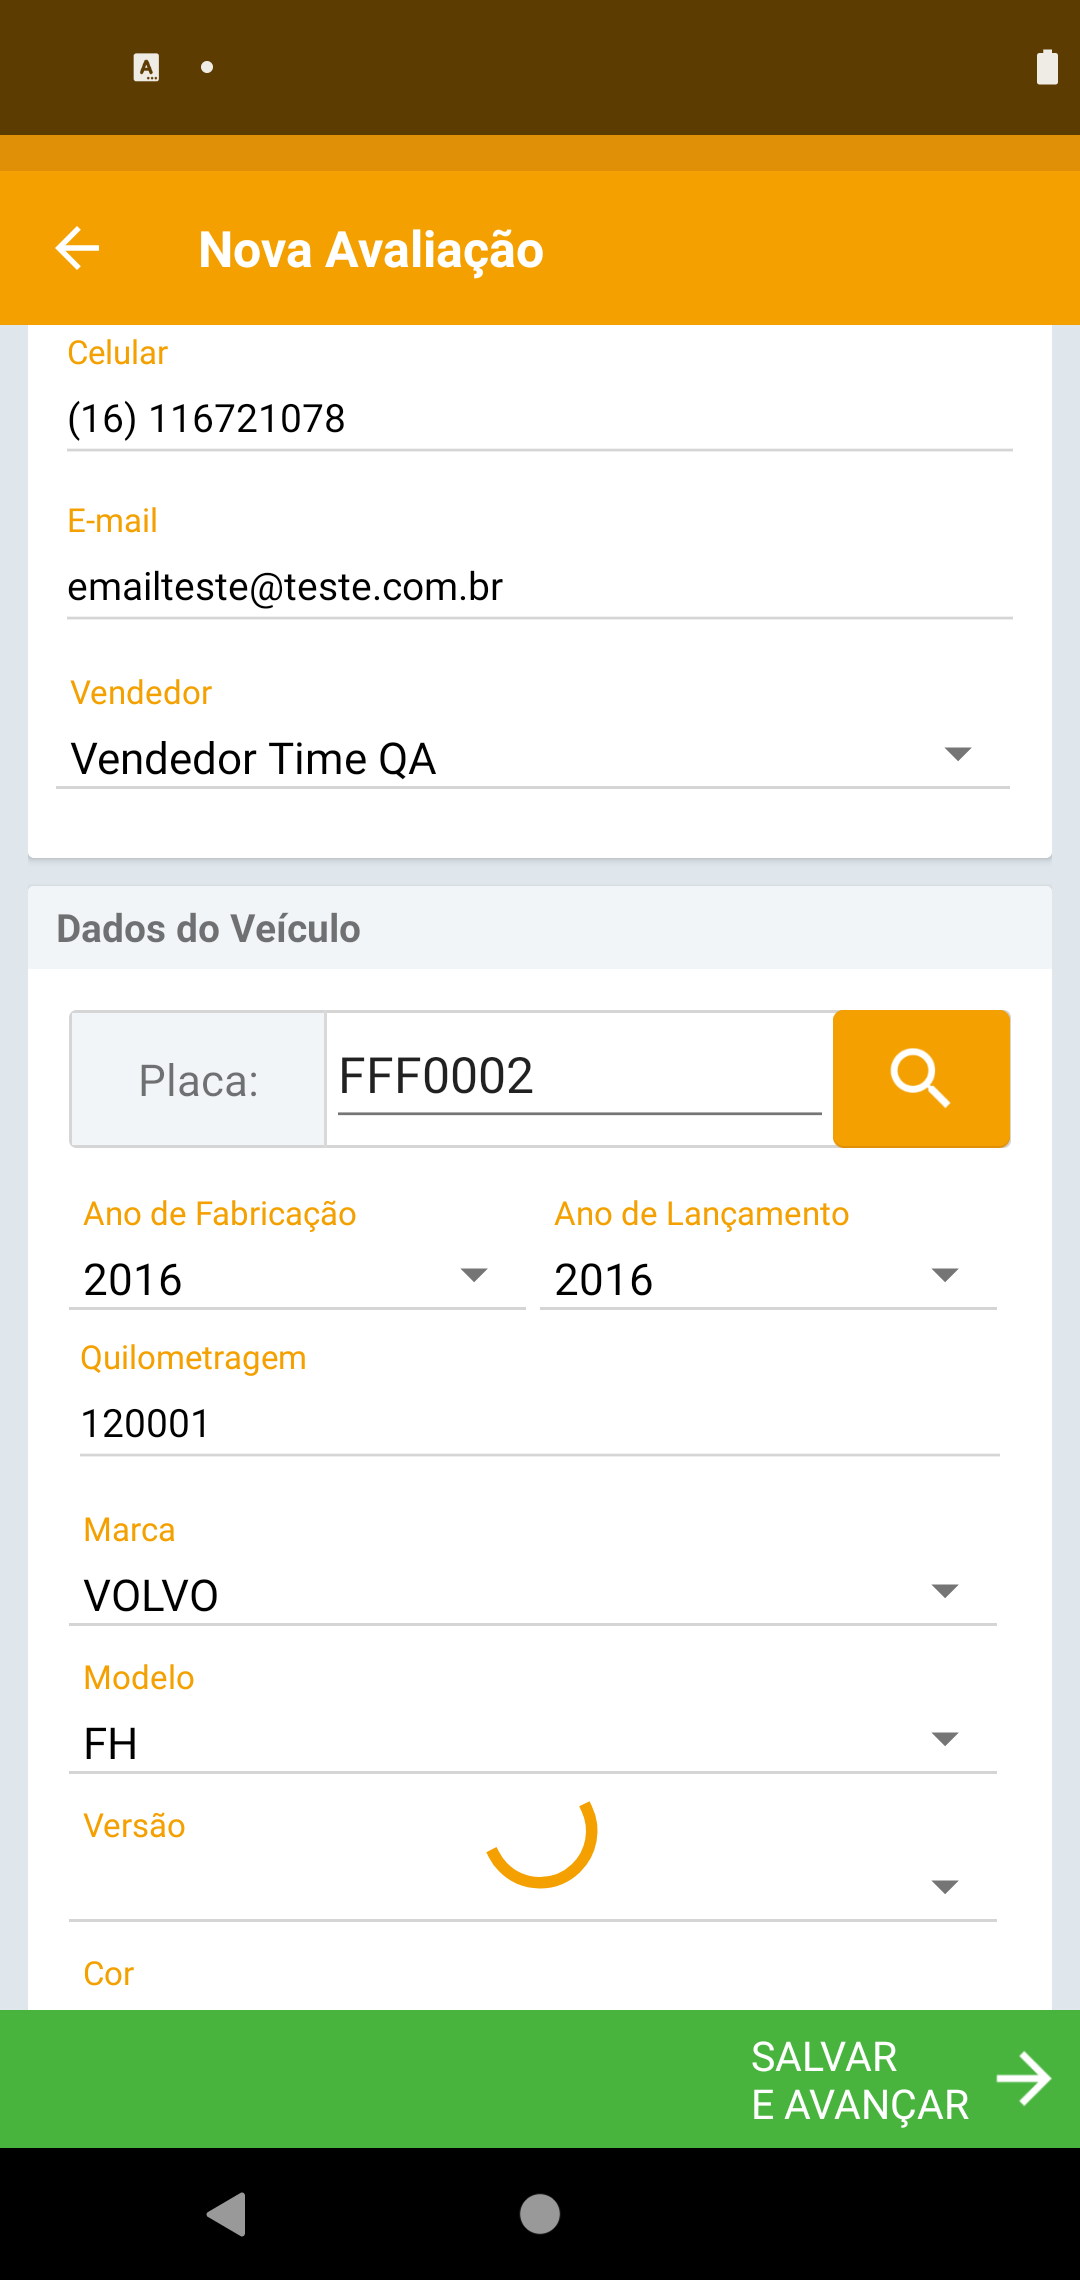 Nova Avaliação
Celular
(16) 116721078
E-mail
emailteste@teste.com.br
Vendedor
Vendedor Time QA
Dados do Veículo
Placa: FFF0002
Ano de Fabricação Ano de Lançamento
2016 2016
Quilometragem
120001
Marca
VOLVO
Modelo
FH
Versão
Cor
SALVAR
E AVANÇAR